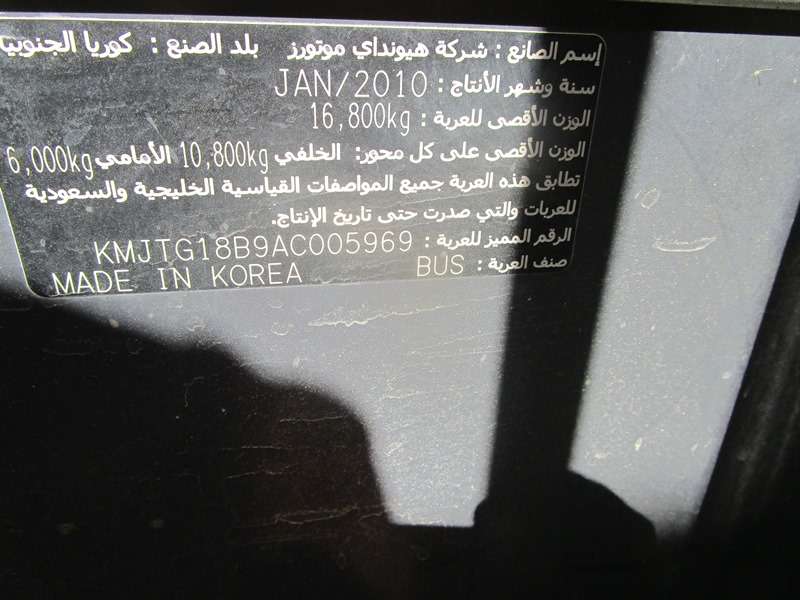 إسم الصانع : شركة هيونداي موتورز بلد الصنع : كوريا الجنوبيا
سنة وشهر الأنتاج : JAN/2010
الوزن الأقصى للعربة : 16,800kg
الوزن الأقصى على كل محور: الخلفي 10,800kg الأمامي 6,000kg
تطابق هذه العربة جميع المواصفات القياسية الخليجية والسعودية
للعربات والتي صدرت حتى تاريخ الإنتاج.
الرقم المميز للعربة : KMJTG18B9AC005969
صنف العربة : BUS MADE IN KOREA